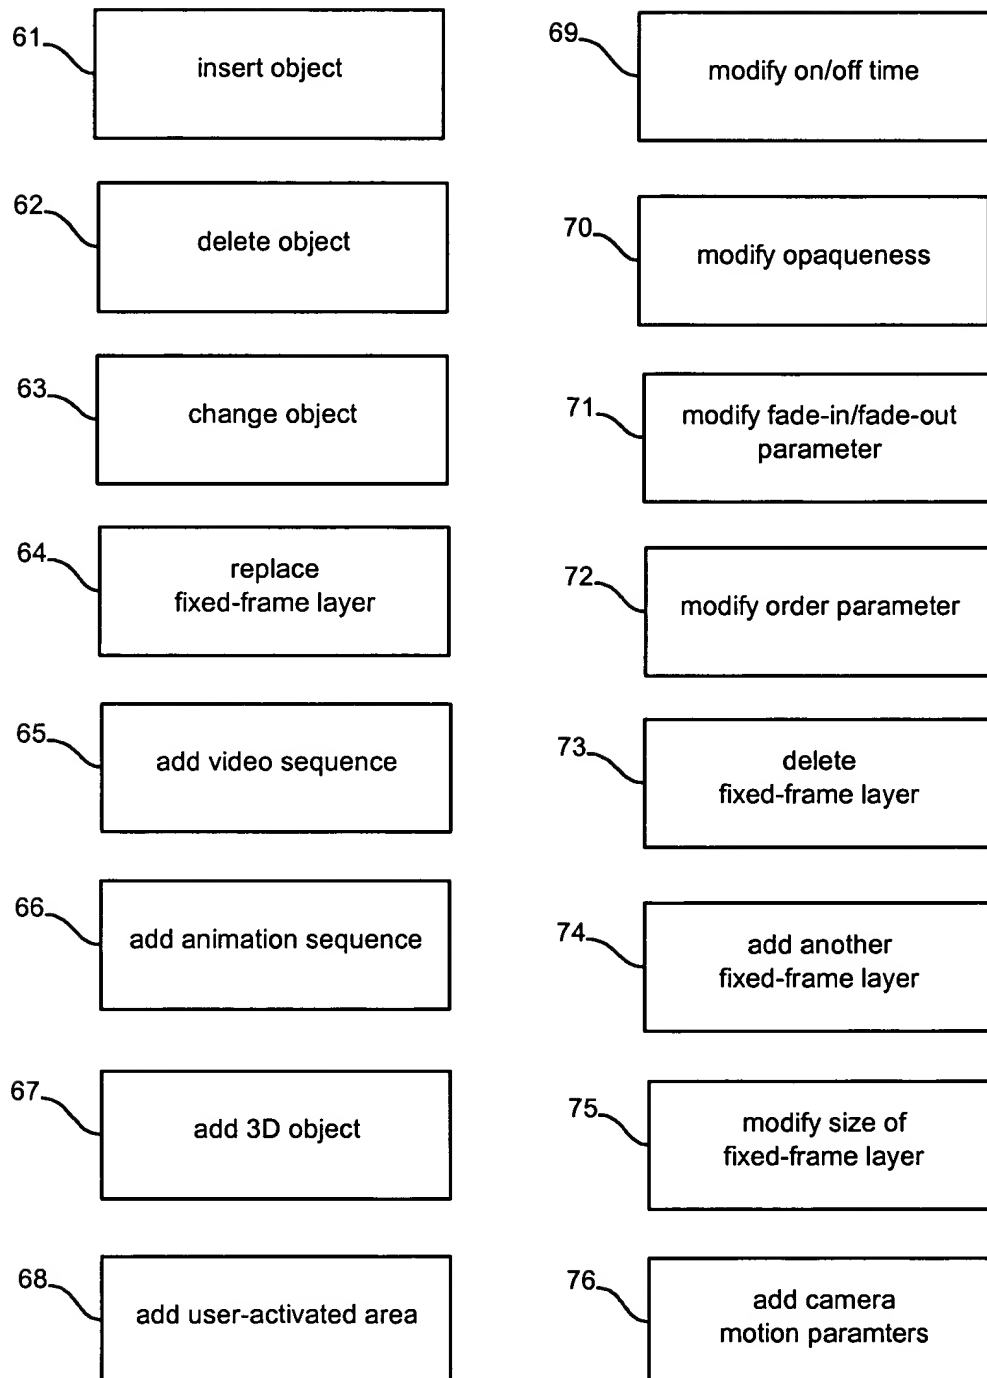 61
insert object
62
delete object
63
change object
64
replace
fixed-frame layer
65
add video sequence
66
add animation sequence
67
add 3D object
68
add user-activated area
69
modify on/off time
70
modify opaqueness
71
modify fade-in/fade-out
parameter
72
modify order parameter
73
delete
fixed-frame layer
74
add another
fixed-frame layer
75
modify size of
fixed-frame layer
76
add camera
motion paramters